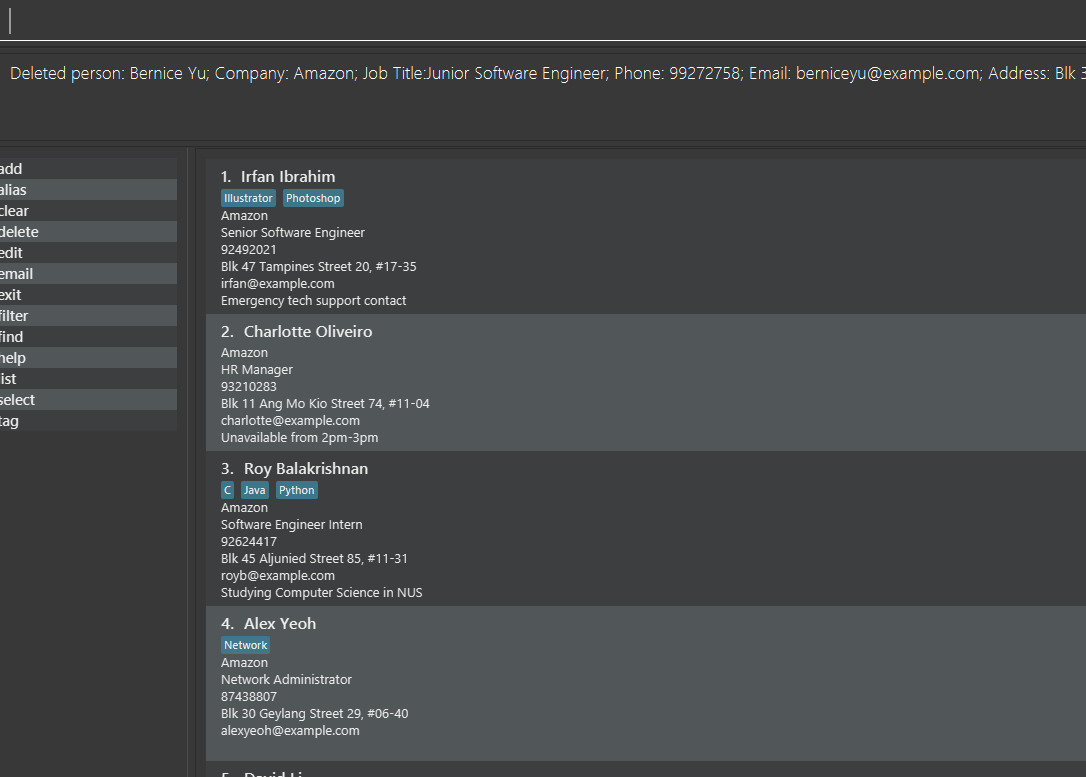 Deleted person: Bernice Yu; Company: Amazon; Job Title:Junior Software Engineer; Phone: 99272758; Email: berniceyu@example.com; Address: Blk 3
add
alias
clear
delete
edit
email
exit
filter
find
help
list
select
tag
1. Irfan Ibrahim
Illustrator Photoshop
Amazon
Senior Software Engineer
92492021
Blk 47 Tampines Street 20, #17-35
irfan@example.com
Emergency tech support contact
2. Charlotte Oliveiro
Amazon
HR Manager
93210283
Blk 11 Ang Mo Kio Street 74, #11-04
charlotte@example.com
Unavailable from 2pm-3pm
3. Roy Balakrishnan
C Java Python
Amazon
Software Engineer Intern
92624417
Blk 45 Aljunied Street 85, #11-31
royb@example.com
Studying Computer Science in NUS
4. Alex Yeoh
Network
Amazon
Network Administrator
87438807
Blk 30 Geylang Street 29, #06-40
alexyeoh@example.com
5. David Li